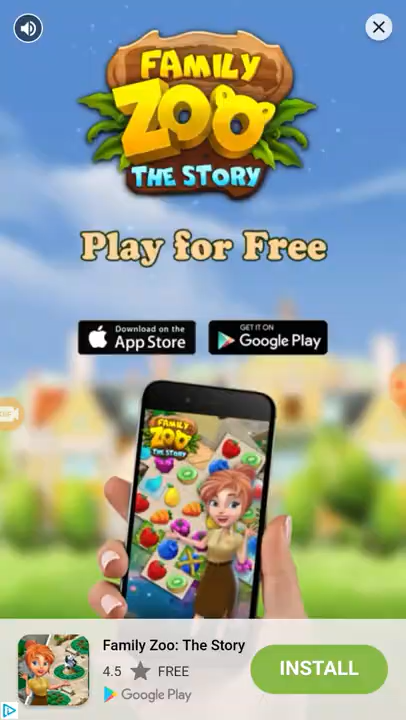 FAMILY
ZOO
THE STORY
Play for Free
Download on the
App Store
GET IT ON
Google Play
FAMILY
ZOO
THE STORY
Family Zoo: The Story
4.5 FREE
INSTALL
Google Play